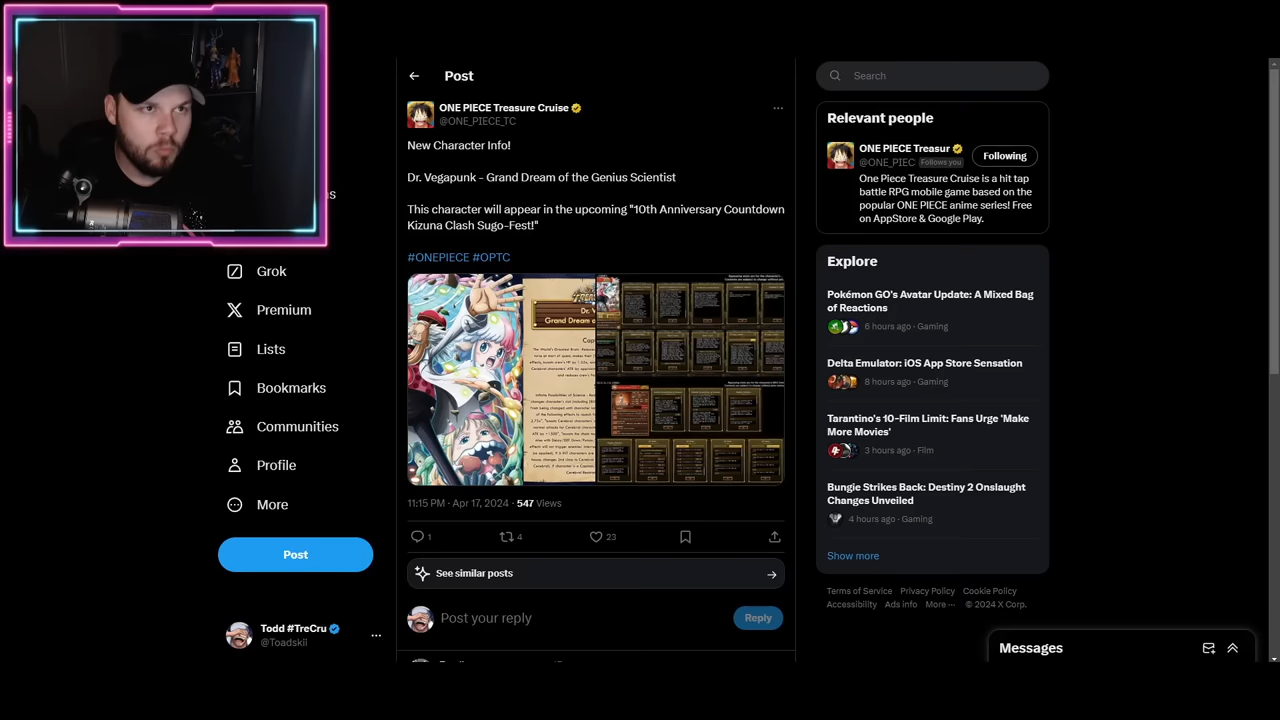 es
Grok
Premium
Lists
Bookmarks
Communities
Profile
More
Post
Todd #TreCru
@Toadskii
Post
ONE PIECE Treasure Cruise
@ONE_PIECE_TC
New Character Info!
Dr. Vegapunk - Grand Dream of the Genius Scientist
This character will appear in the upcoming "10th Anniversary Countdown
Kizuna Clash Sugo-Fest!"
#ONEPIECE #OPTC
11:15 PM · Apr 17, 2024 · 547 Views
1
4
23
See similar posts
Post your reply
Reply
Search
Relevant people
ONE PIECE Treasur
@ONE_PIEC Follows you
Following
One Piece Treasure Cruise is a hit tap
battle RPG mobile game based on the
popular ONE PIECE anime series! Free
on AppStore & Google Play.
Explore
Pokémon GO's Avatar Update: A Mixed Bag
of Reactions
6 hours ago · Gaming
Delta Emulator: iOS App Store Sensation
8 hours ago · Gaming
Tarantino's 10-Film Limit: Fans Urge 'Make
More Movies'
3 hours ago · Film
Bungie Strikes Back: Destiny 2 Onslaught
Changes Unveiled
4 hours ago · Gaming
Show more
Terms of Service Privacy Policy Cookie Policy
Accessibility Ads info More ··· © 2024 X Corp.
Messages